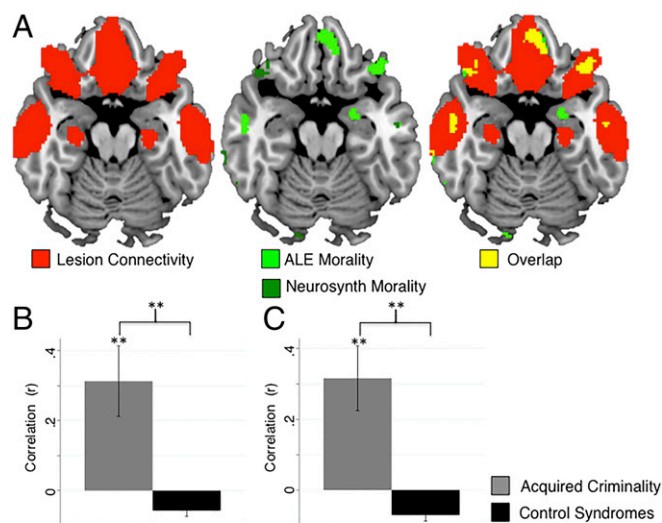 A
Lesion Connectivity
ALE Morality
Overlap
Neurosynth Morality
B
**
**
Correlation (r)
.4
.2
0
C
**
**
Correlation (r)
.4
.2
0
Acquired Criminality
Control Syndromes